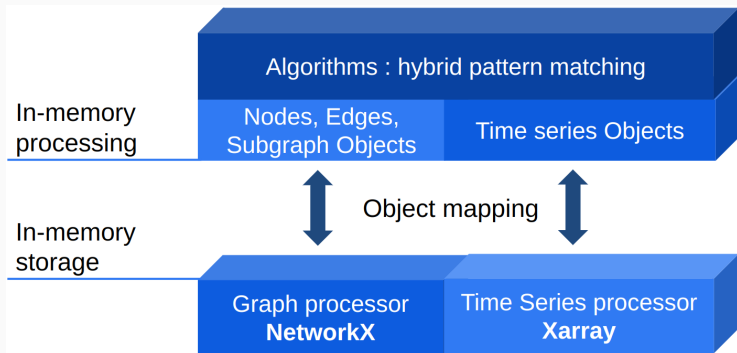 Algorithms : hybrid pattern matching
In-memory
processing
Nodes, Edges,
Subgraph Objects
Time series Objects
Object mapping
In-memory
storage
Graph processor
NetworkX
Time Series processor
Xarray